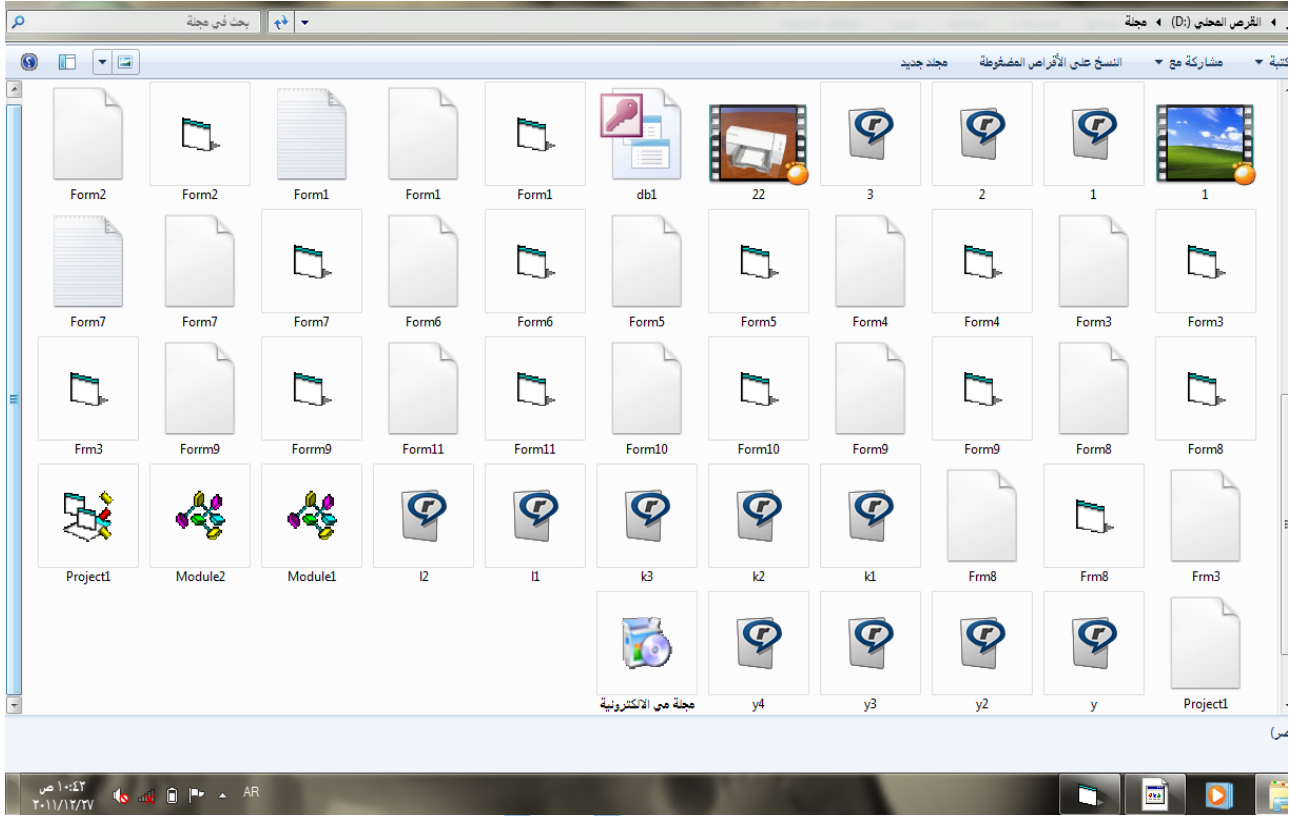 القرص المحلي (:D)
مجلة
بحث في مجلة
مشاركة مع
النسخ على الأقراص المضغوطة
مجلد جديد
1
1
2
3
22
db1
Form1
Form1
Form1
Form2
Form2
Form3
Form3
Form4
Form4
Form5
Form5
Form6
Form6
Form7
Form7
Form7
Form8
Form8
Form9
Form9
Form10
Form10
Form11
Form11
Forrm9
Forrm9
Frm3
Frm3
Frm8
Frm8
k1
k2
k3
l1
l2
Module1
Module2
Project1
Project1
y
y2
y3
y4
مجلة مي الالكترونية
AR
١٠:٤٢ ص
٢٠١١/١٢/٢٧